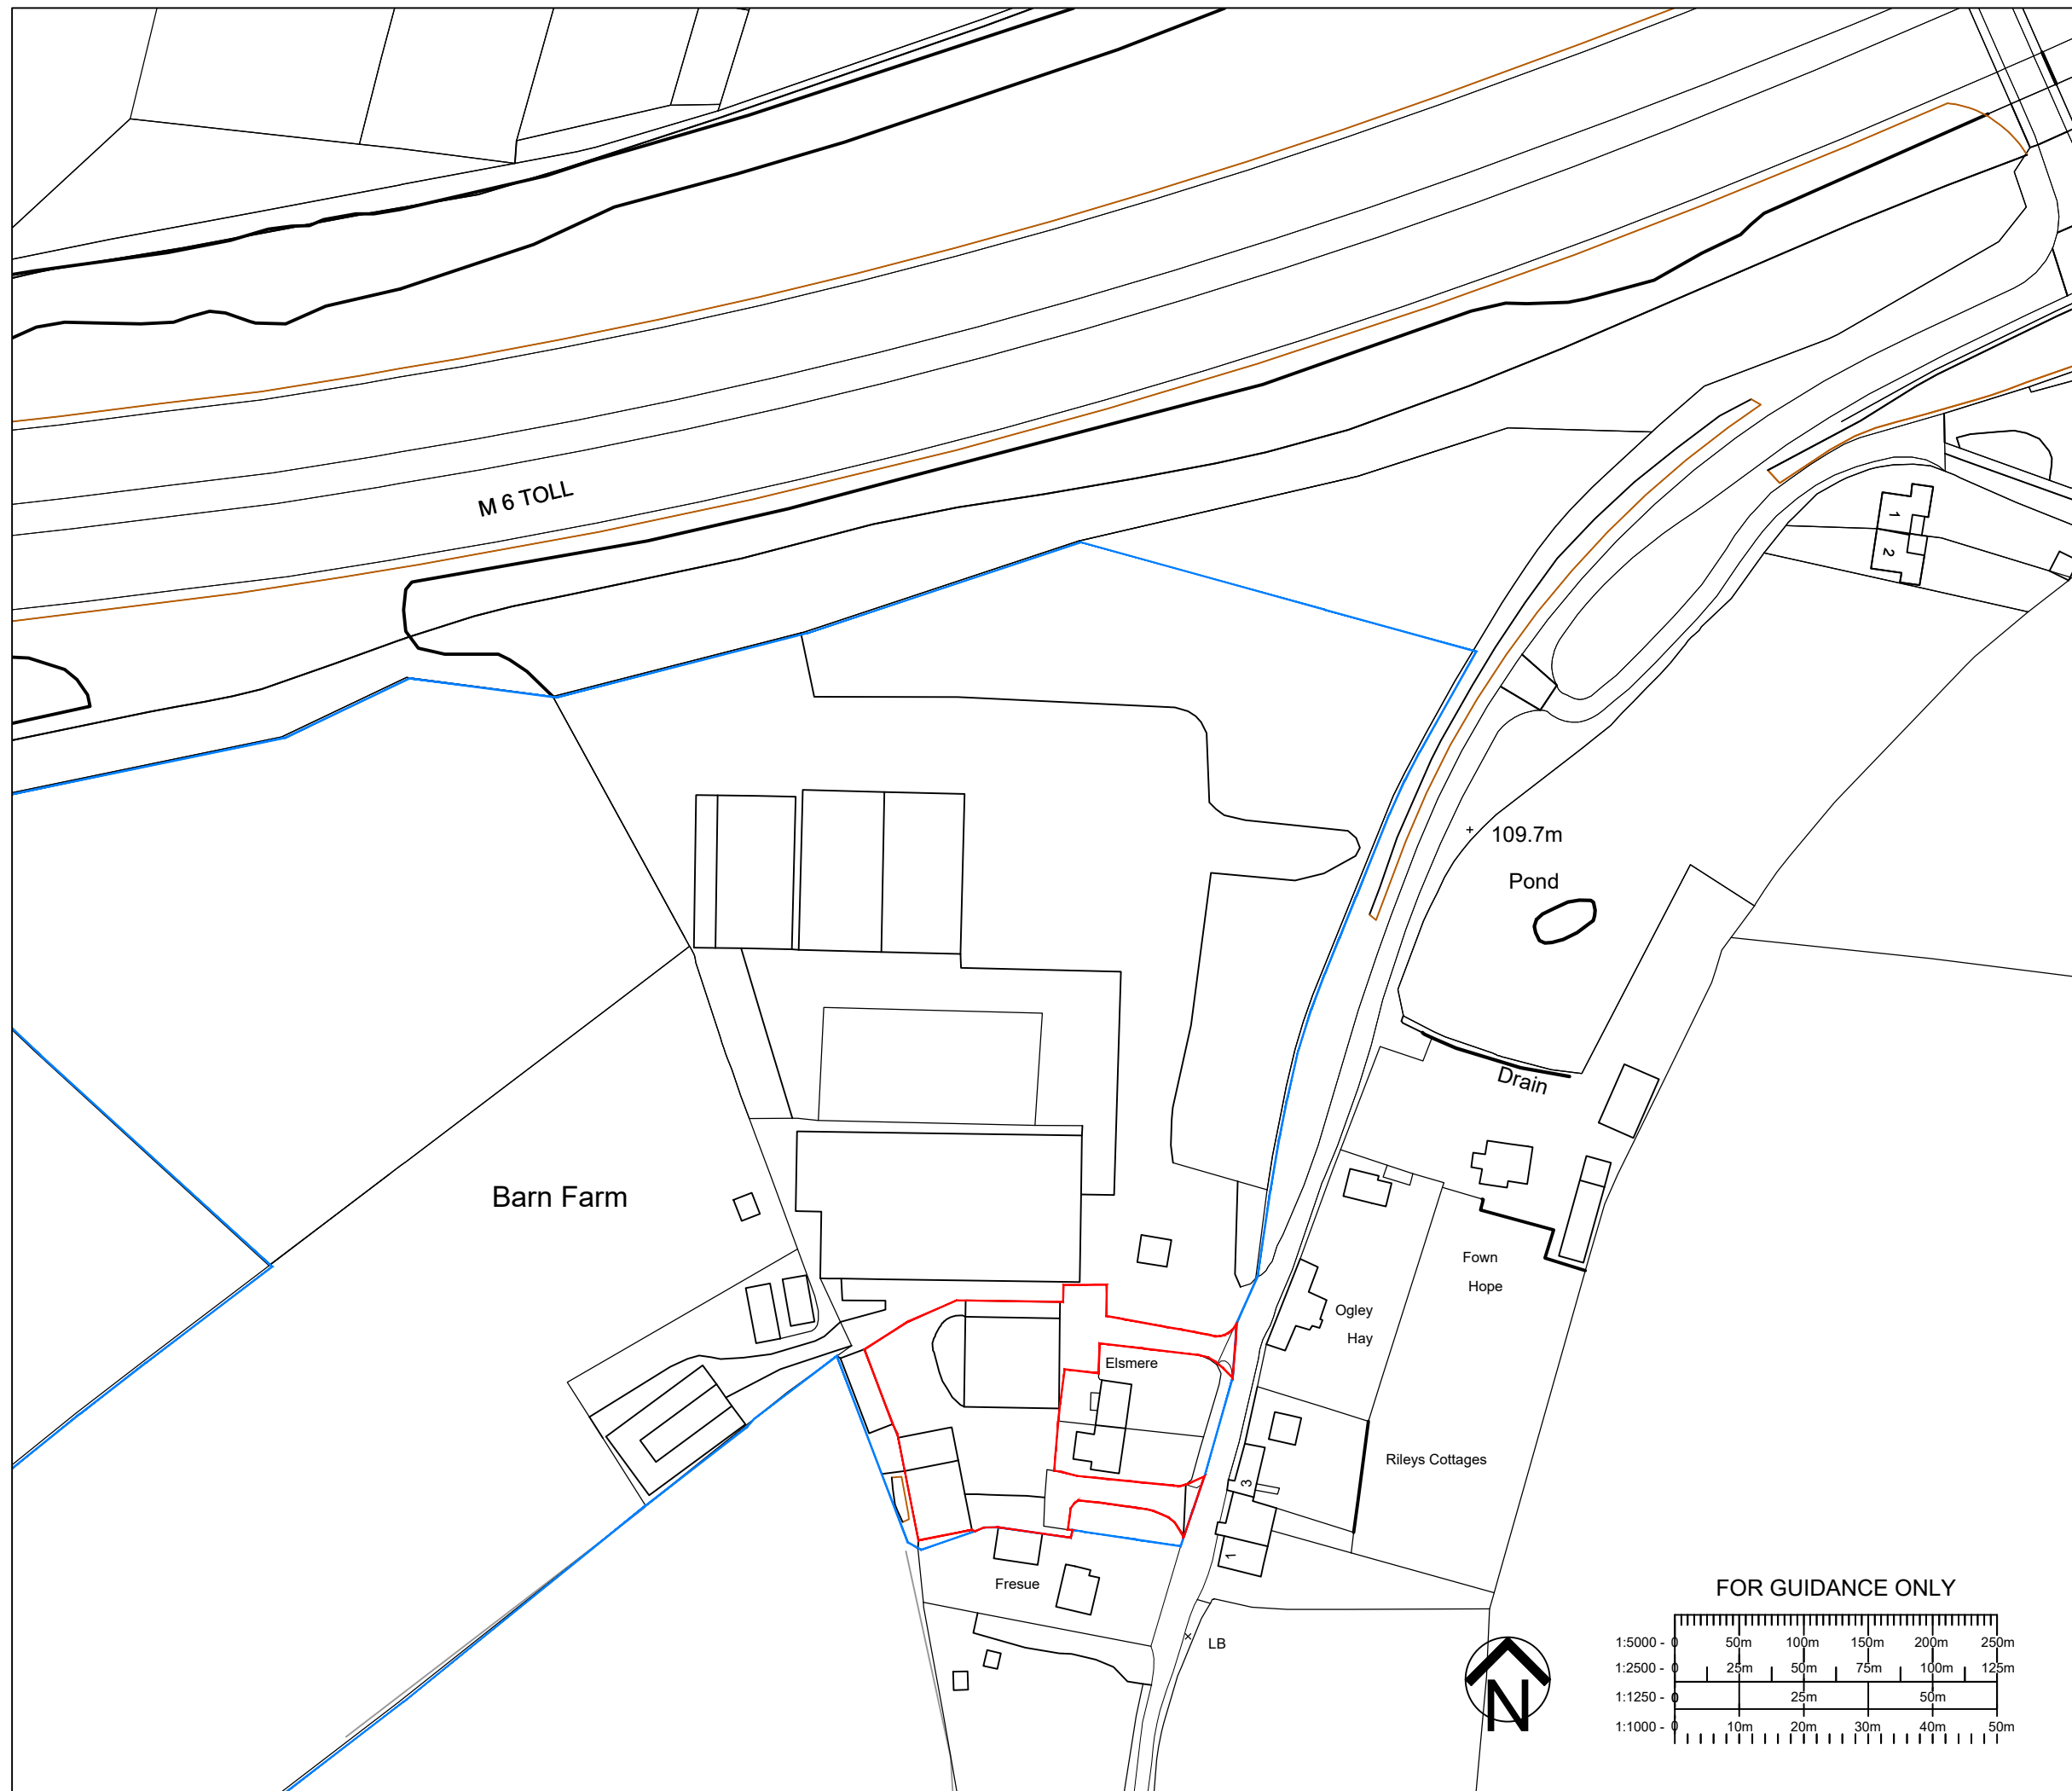 M 6 TOLL
1
2
109.7m
Pond
Drain
Barn Farm
Fown
Hope
Ogley
Hay
Elsmere
Rileys Cottages
3
1
Fresue
LB
N
FOR GUIDANCE ONLY
1:5000 - 0 50m 100m 150m 200m 250m
1:2500 - 0 25m 50m 75m 100m 125m
1:1250 - 0 25m 50m
1:1000 - 0 10m 20m 30m 40m 50m